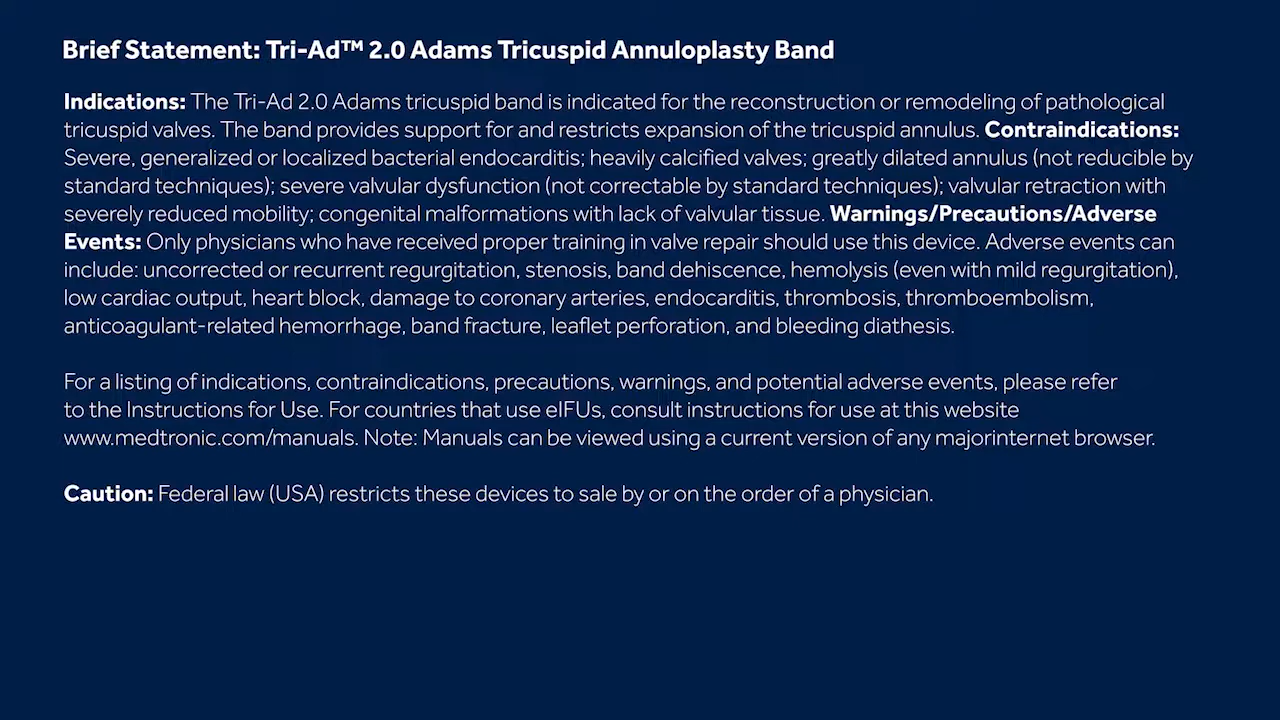 Brief Statement: Tri-Ad™ 2.0 Adams Tricuspid Annuloplasty Band
Indications: The Tri-Ad 2.0 Adams tricuspid band is indicated for the reconstruction or remodeling of pathological
tricuspid valves. The band provides support for and restricts expansion of the tricuspid annulus. Contraindications:
Severe, generalized or localized bacterial endocarditis; heavily calcified valves; greatly dilated annulus (not reducible by
standard techniques); severe valvular dysfunction (not correctable by standard techniques); valvular retraction with
severely reduced mobility; congenital malformations with lack of valvular tissue. Warnings/Precautions/Adverse
Events: Only physicians who have received proper training in valve repair should use this device. Adverse events can
include: uncorrected or recurrent regurgitation, stenosis, band dehiscence, hemolysis (even with mild regurgitation),
low cardiac output, heart block, damage to coronary arteries, endocarditis, thrombosis, thromboembolism,
anticoagulant-related hemorrhage, band fracture, leaflet perforation, and bleeding diathesis.
For a listing of indications, contraindications, precautions, warnings, and potential adverse events, please refer
to the Instructions for Use. For countries that use eIFUs, consult instructions for use at this website
www.medtronic.com/manuals. Note: Manuals can be viewed using a current version of any majorinternet browser.
Caution: Federal law (USA) restricts these devices to sale by or on the order of a physician.